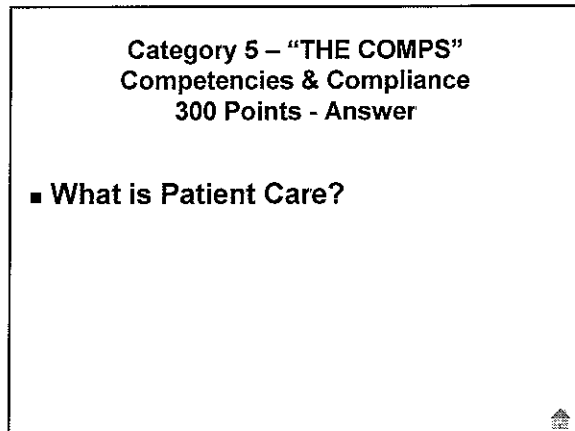 Category 5 – “THE COMPS”
Competencies & Compliance
300 Points - Answer
■ What is Patient Care?